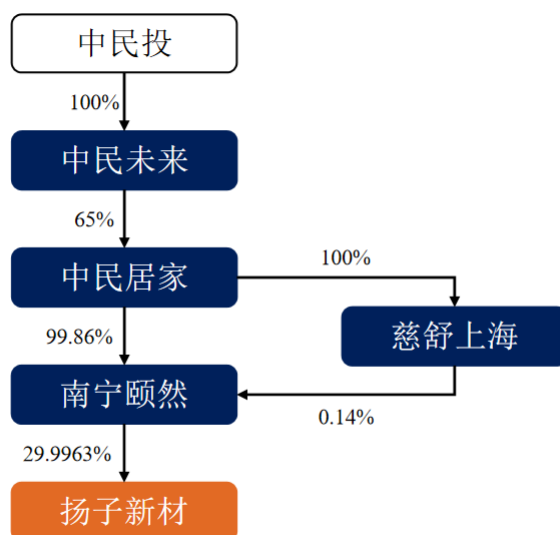 中民投
100%
中民未来
65%
中民居家
100%
99.86%
慈舒上海
南宁颐然
0.14%
29.9963%
扬子新材